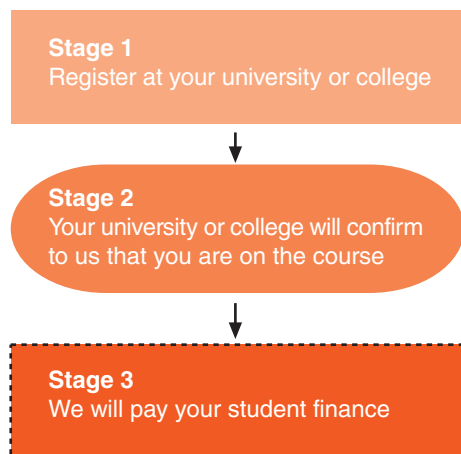 Stage 1
Register at your university or college
Stage 2
Your university or college will confirm
to us that you are on the course
Stage 3
We will pay your student finance